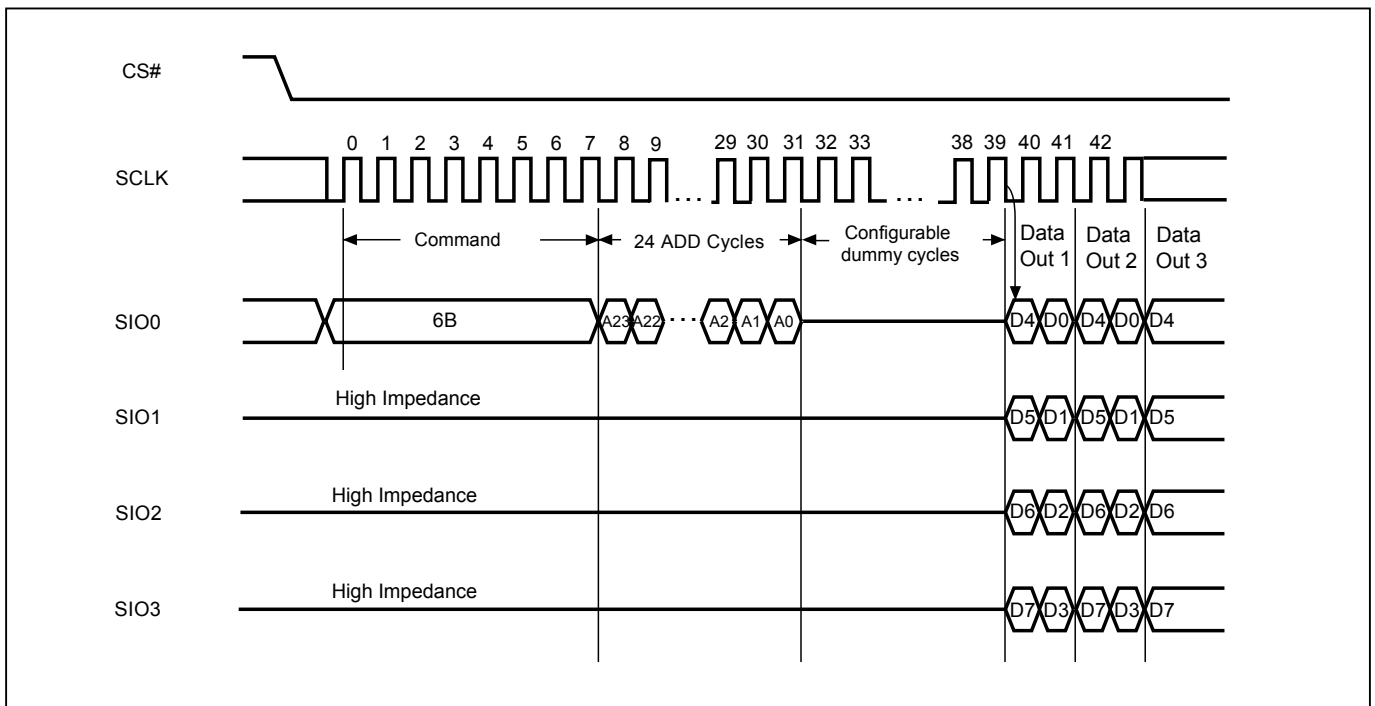 CS#
0 1 2 3 4 5 6 7 8 9 29 30 31 32 33 38 39 40 41 42
SCLK
...
...
Command
24 ADD Cycles
Configurable
dummy cycles
Data
Out 1
Data
Out 2
Data
Out 3
SIO0
6B
A23 A22 ... A2 A1 A0
D4 D0 D4 D0 D4
High Impedance
SIO1
D5 D1 D5 D1 D5
High Impedance
SIO2
D6 D2 D6 D2 D6
High Impedance
SIO3
D7 D3 D7 D3 D7